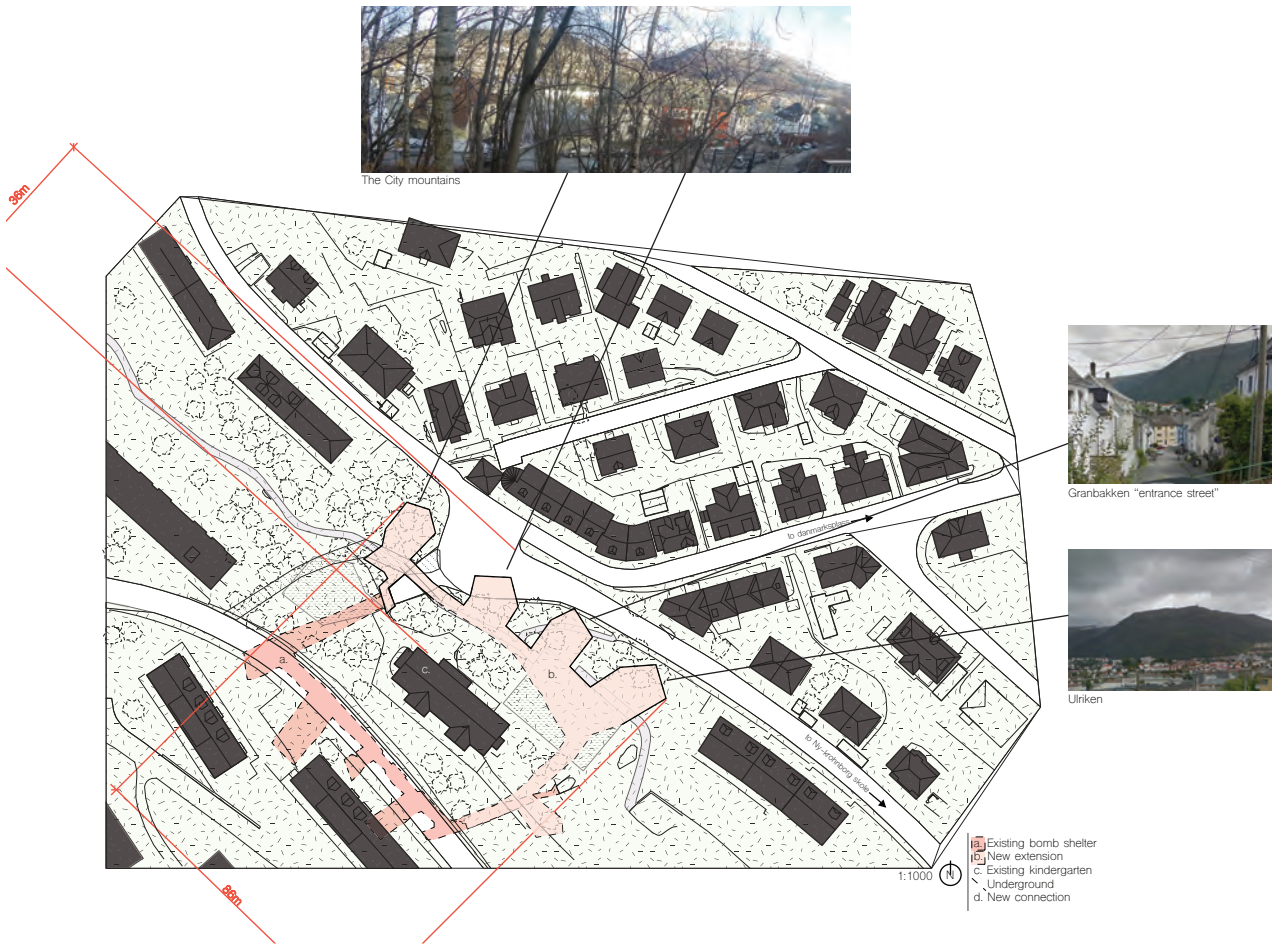 The City mountains
36m
Granbakken "entrance street"
to danmarksplass
a.
c.
b.
Ulriken
to Ny-krohnborg skole
86m
a. Existing bomb shelter
b. New extension
1:1000 N c. Existing kindergarten
Underground
d. New connection